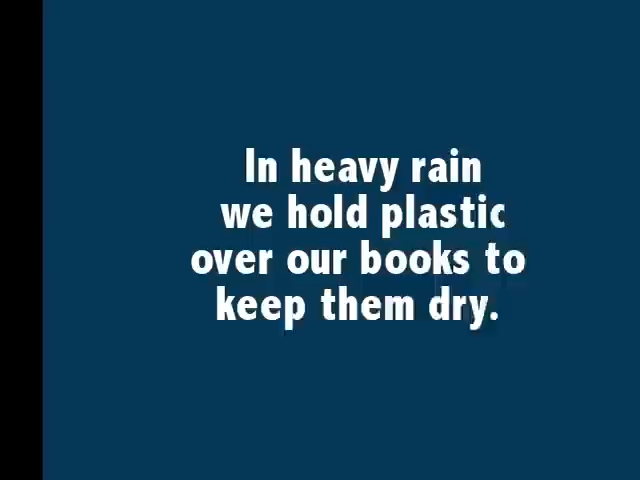 In heavy rain
we hold plastic
over our books to
keep them dry.